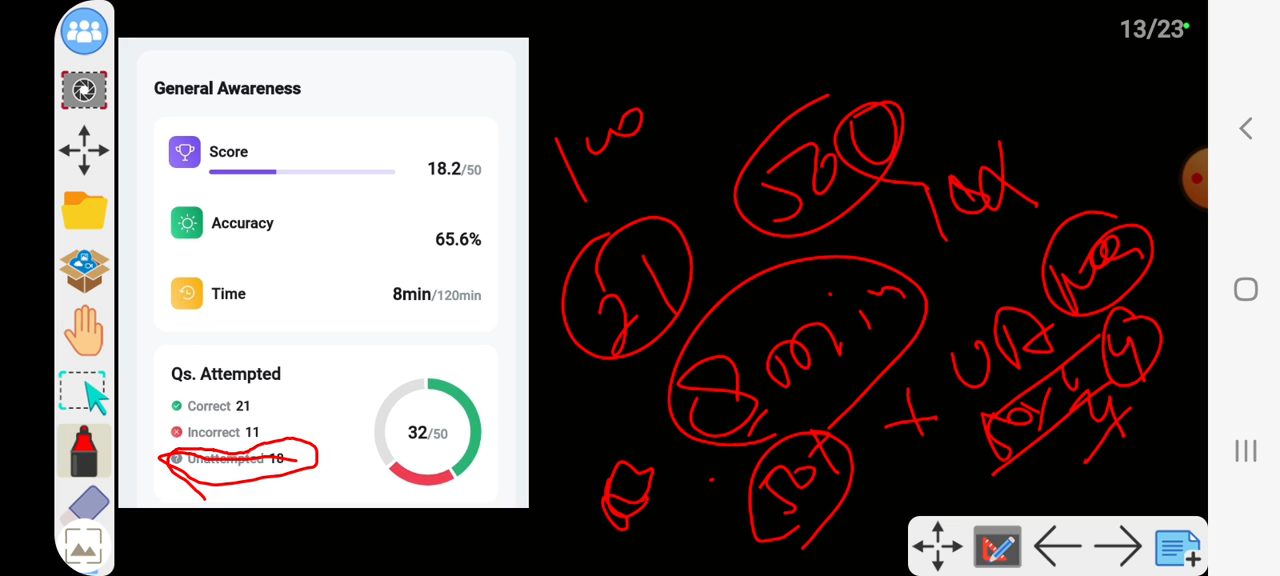 13/23
General Awareness
Score
18.2/50
Accuracy
65.6%
Time
8min/120min
Qs. Attempted
Correct 21
Incorrect 11
Unattempted 18
32/50
100
500
21
8 min
50+
+